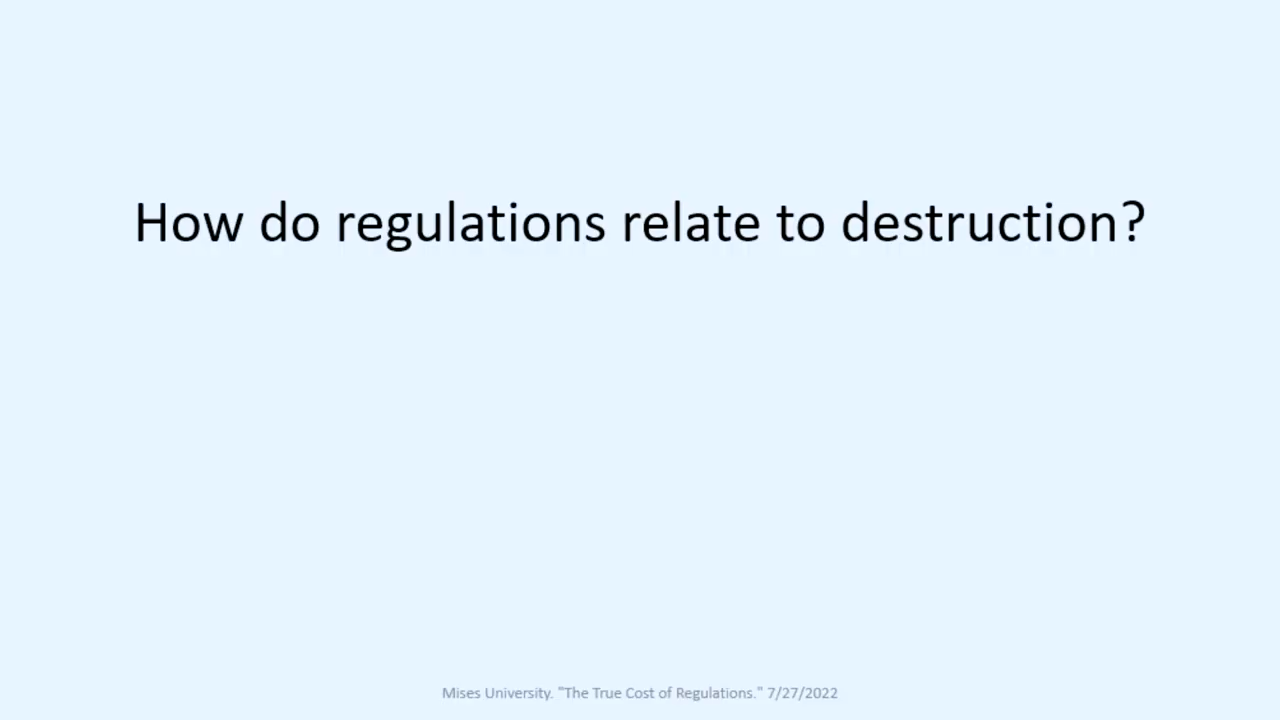 How do regulations relate to destruction?
Mises University. "The True Cost of Regulations." 7/27/2022